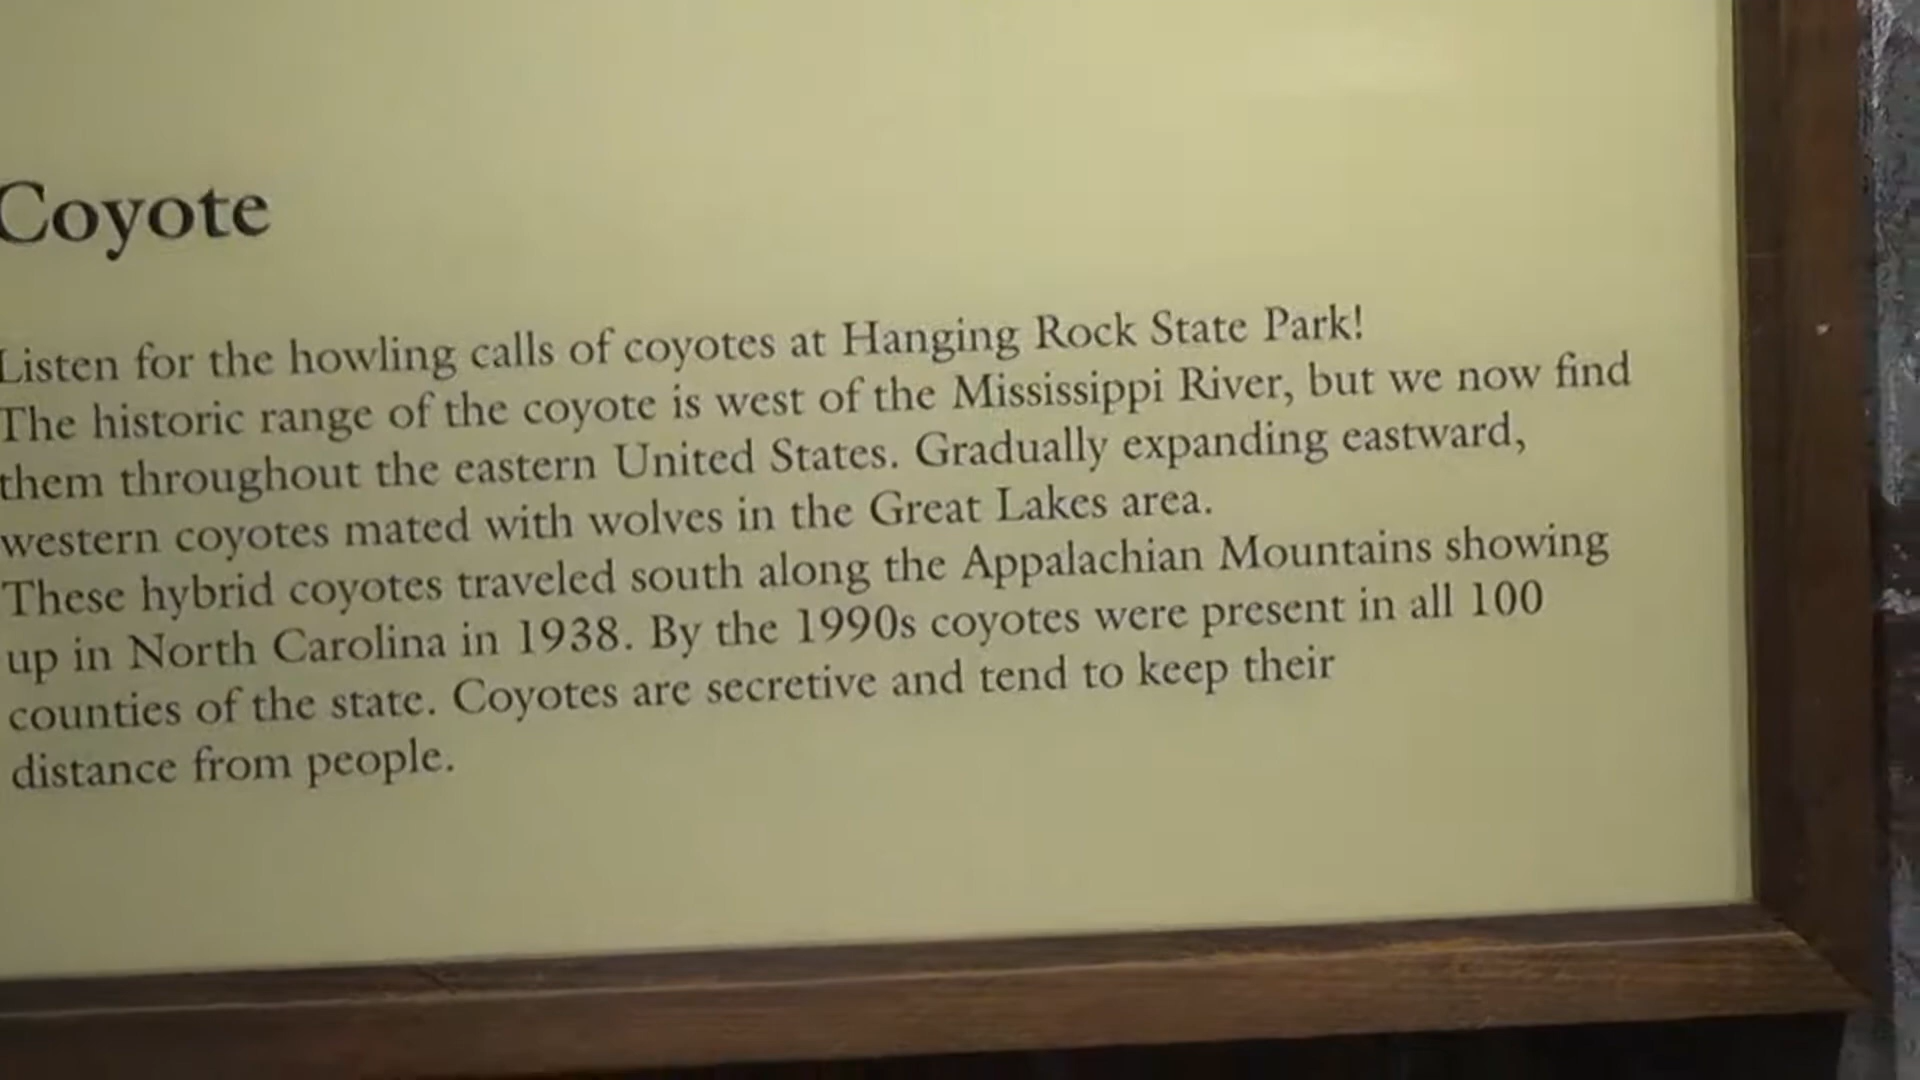 Coyote
Listen for the howling calls of coyotes at Hanging Rock State Park!
The historic range of the coyote is west of the Mississippi River, but we now find
them throughout the eastern United States. Gradually expanding eastward,
western coyotes mated with wolves in the Great Lakes area.
These hybrid coyotes traveled south along the Appalachian Mountains showing
up in North Carolina in 1938. By the 1990s coyotes were present in all 100
counties of the state. Coyotes are secretive and tend to keep their
distance from people.